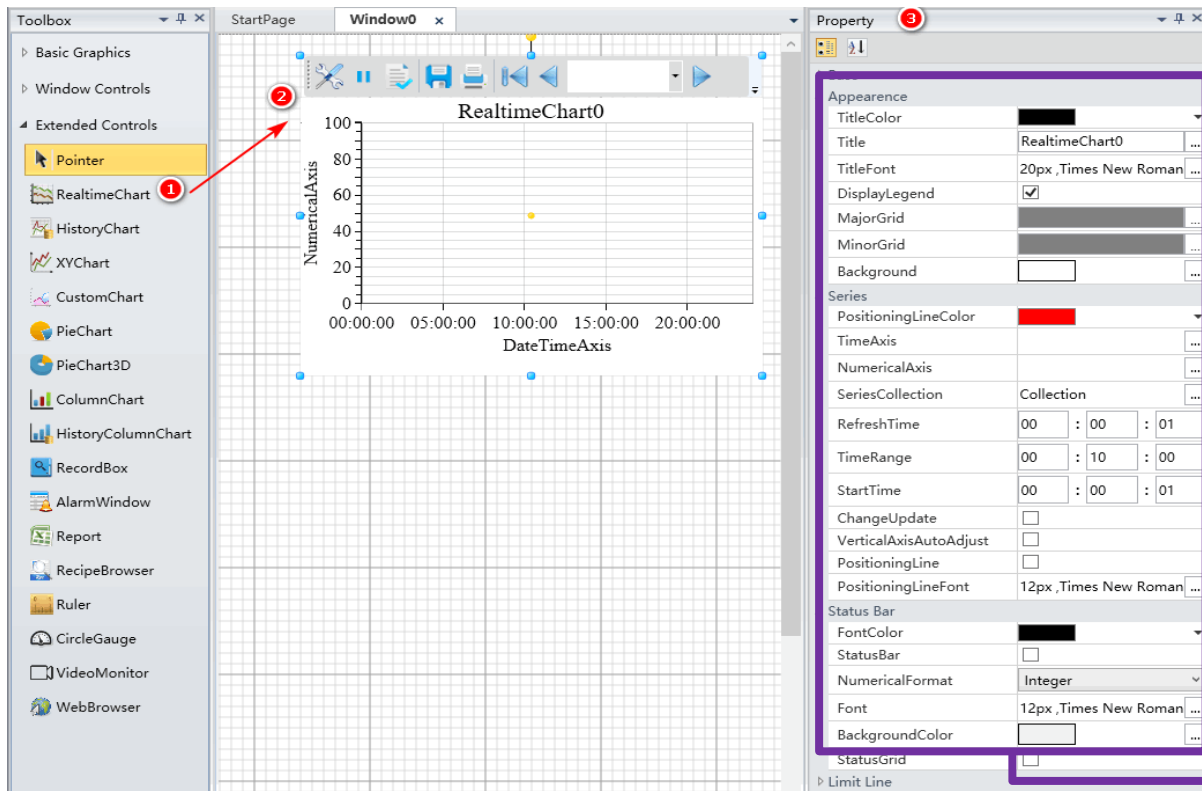 Toolbox
Basic Graphics
Window Controls
Extended Controls
Pointer
RealtimeChart
1
HistoryChart
XYChart
CustomChart
PieChart
PieChart3D
ColumnChart
HistoryColumnChart
RecordBox
AlarmWindow
Report
RecipeBrowser
Ruler
CircleGauge
VideoMonitor
WebBrowser
StartPage
Window0 x
2
RealtimeChart0
NumericalAxis
100
80
60
40
20
0
00:00:00 05:00:00 10:00:00 15:00:00 20:00:00
DateTimeAxis
Property 3
Appearence
TitleColor
Title RealtimeChart0 ...
TitleFont 20px ,Times New Roman ...
DisplayLegend
MajorGrid ...
MinorGrid ...
Background ...
Series
PositioningLineColor
TimeAxis ...
NumericalAxis ...
SeriesCollection Collection ...
RefreshTime 00 : 00 : 01
TimeRange 00 : 10 : 00
StartTime 00 : 00 : 01
ChangeUpdate
VerticalAxisAutoAdjust
PositioningLine
PositioningLineFont 12px ,Times New Roman ...
Status Bar
FontColor
StatusBar
NumericalFormat Integer
Font 12px ,Times New Roman ...
BackgroundColor ...
StatusGrid
Limit Line